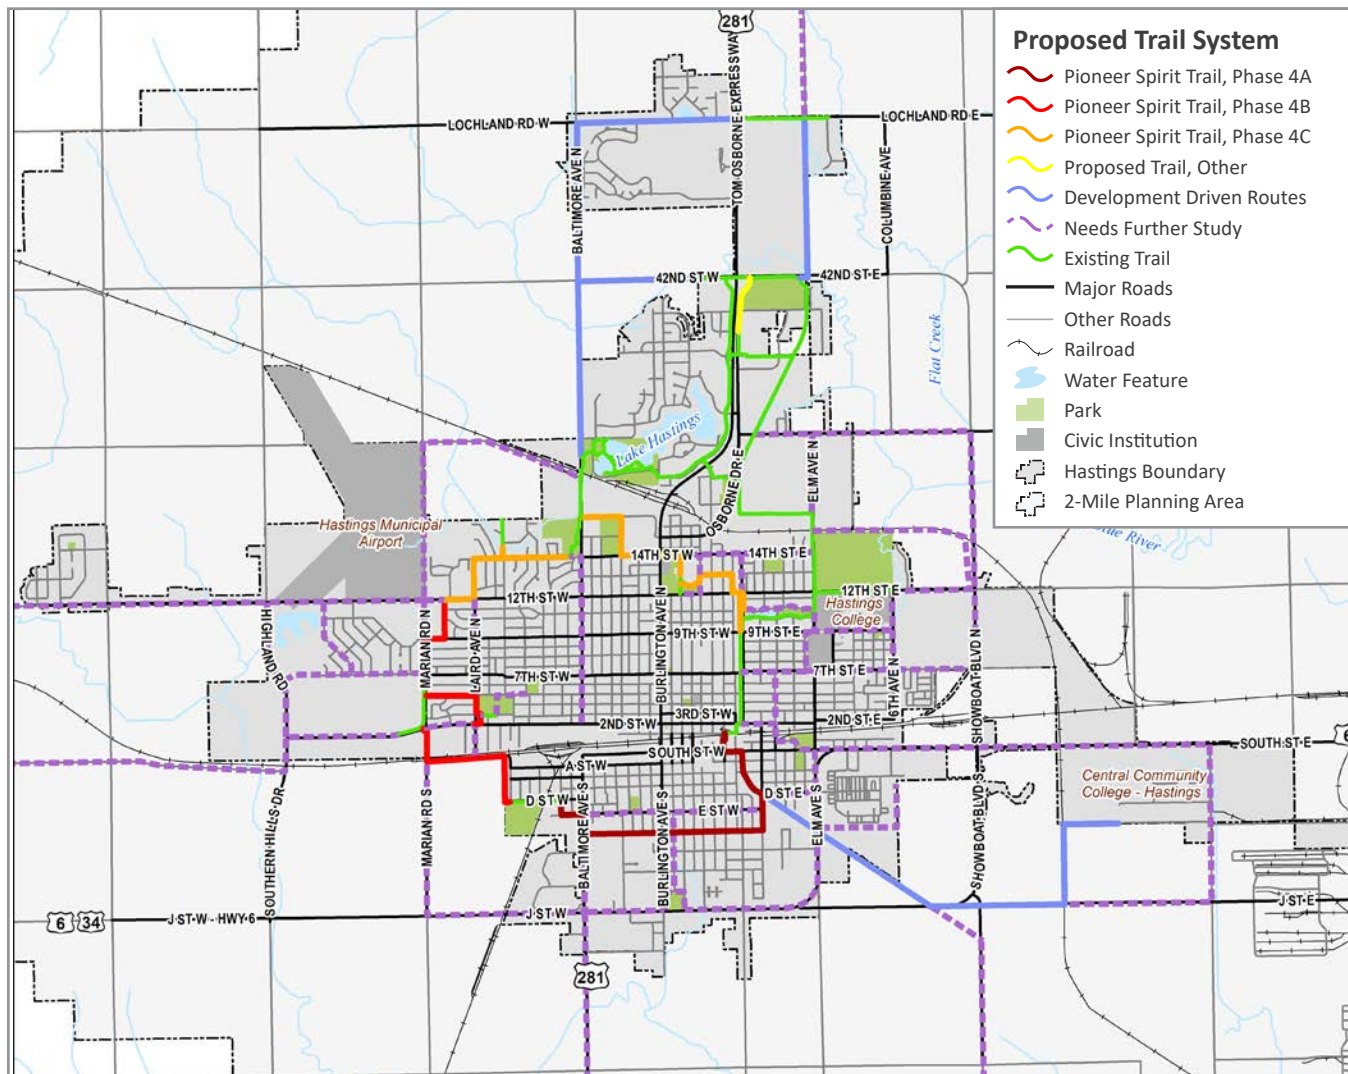 281
Proposed Trail System
Pioneer Spirit Trail, Phase 4A
Pioneer Spirit Trail, Phase 4B
Pioneer Spirit Trail, Phase 4C
Proposed Trail, Other
Development Driven Routes
Needs Further Study
Existing Trail
Major Roads
Other Roads
Railroad
Water Feature
Park
Civic Institution
Hastings Boundary
2-Mile Planning Area
LOCHLAND RD W
LOCHLAND RD E
TOM OSBORNE EXPRESSWAY
BALTIMORE AVE N
COLUMBINE AVE
42ND ST W
42ND ST E
Flat Creek
Lake Hastings
OSBORNE DR E
ELM AVE N
Hastings Municipal
Airport
14TH ST W
14TH ST E
River
12TH ST W
12TH ST E
Hastings
College
HIGHLAND RD
MARIAN RD N
LAIRD AVE N
BURLINGTON AVE N
9TH ST W
9TH ST E
7TH ST W
7TH ST E
6TH AVE N
SHOWBOAT BLVD N
3RD ST W
2ND ST W
2ND ST E
SOUTH ST W
SOUTH ST E
6
A ST W
Central Community
College - Hastings
D ST W
D ST E
E ST W
SOUTHERN HILLS DR
MARIAN RD S
BALTIMORE AVE S
BURLINGTON AVE S
ELM AVE S
SHOWBOAT BLVD S
6 34
J ST W - HWY 6
J ST W
J ST E
281